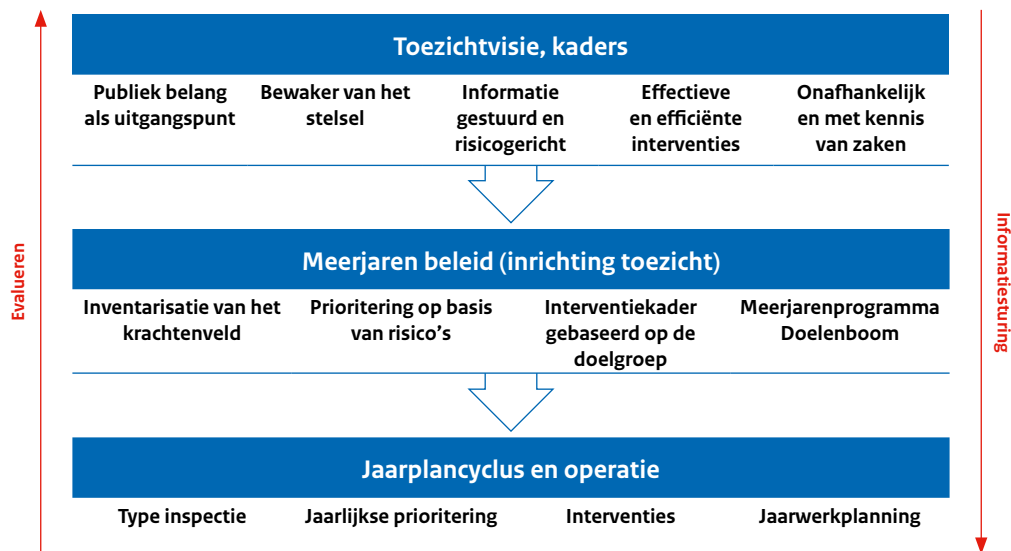 Toezichtvisie, kaders
Publiek belang
als uitgangspunt
Bewaker van het
stelsel
Informatie
gestuurd en
risicogericht
Effectieve
en efficiënte
interventies
Onafhankelijk
en met kennis
van zaken
Evalueren
Informatiesturing
Meerjaren beleid (inrichting toezicht)
Inventarisatie van het
krachtenveld
Prioritering op basis
van risico's
Interventiekader
gebaseerd op de
doelgroep
Meerjarenprogramma
Doelenboom
Jaarplancyclus en operatie
Type inspectie
Jaarlijkse prioritering
Interventies
Jaarwerkplanning